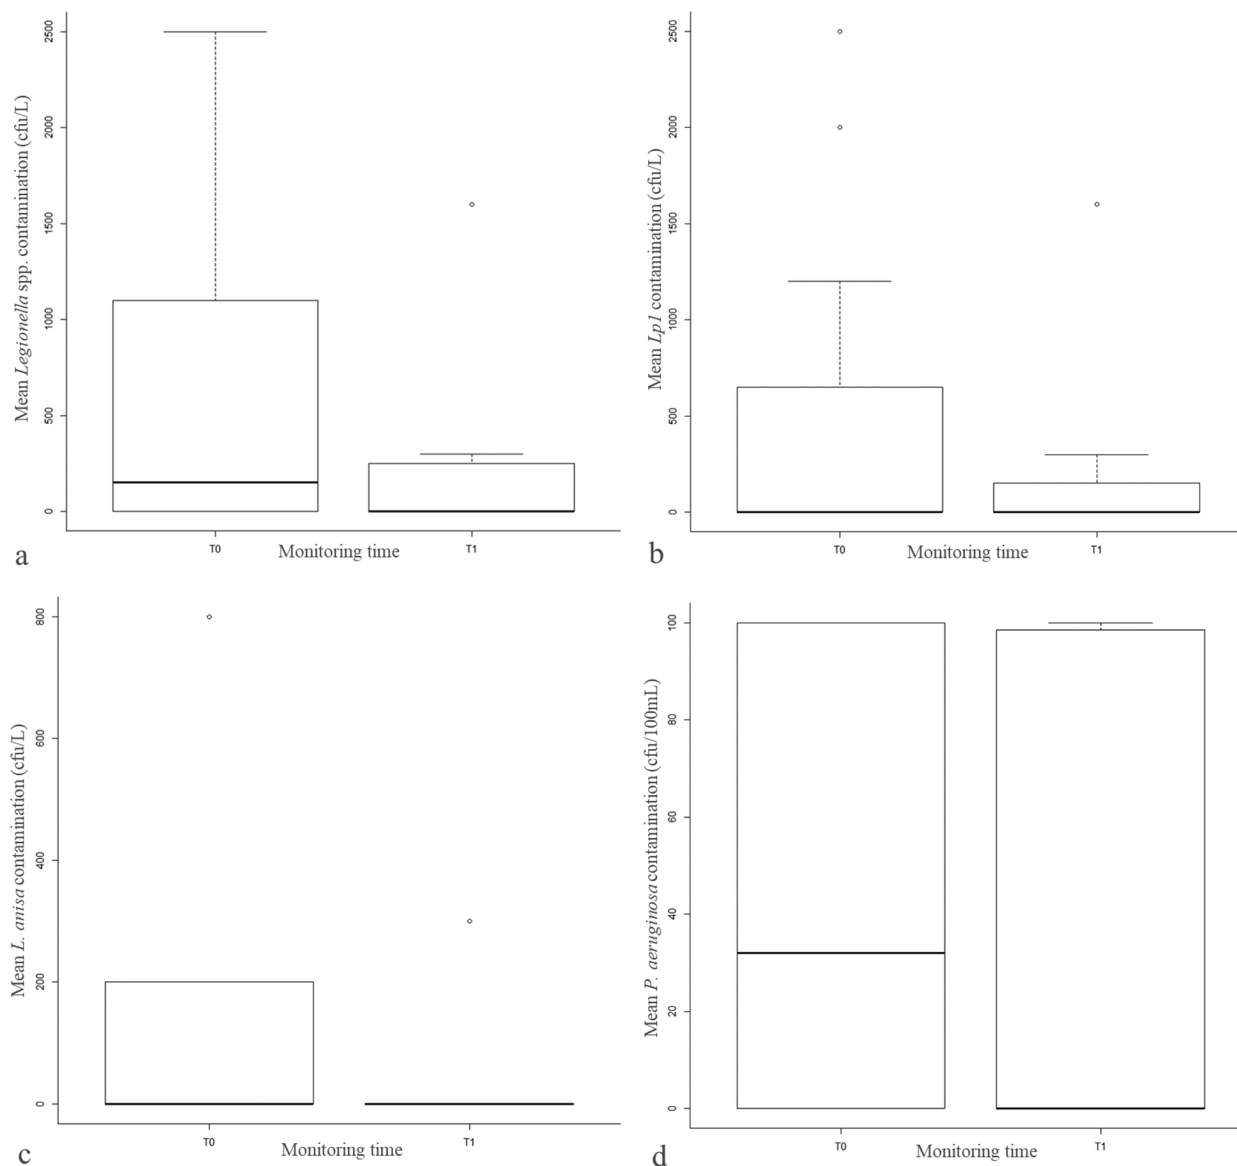 Mean Legionella spp. contamination (cfu/L)
2500
2000
1500
1000
500
0
T0
T1
Monitoring time
a
Mean Lp1 contamination (cfu/L)
2500
2000
1500
1000
500
0
T0
T1
Monitoring time
b
Mean L. anisa contamination (cfu/L)
800
600
400
200
0
T0
T1
Monitoring time
c
Mean P. aeruginosa contamination (cfu/100mL)
100
80
60
40
20
0
T0
T1
Monitoring time
d